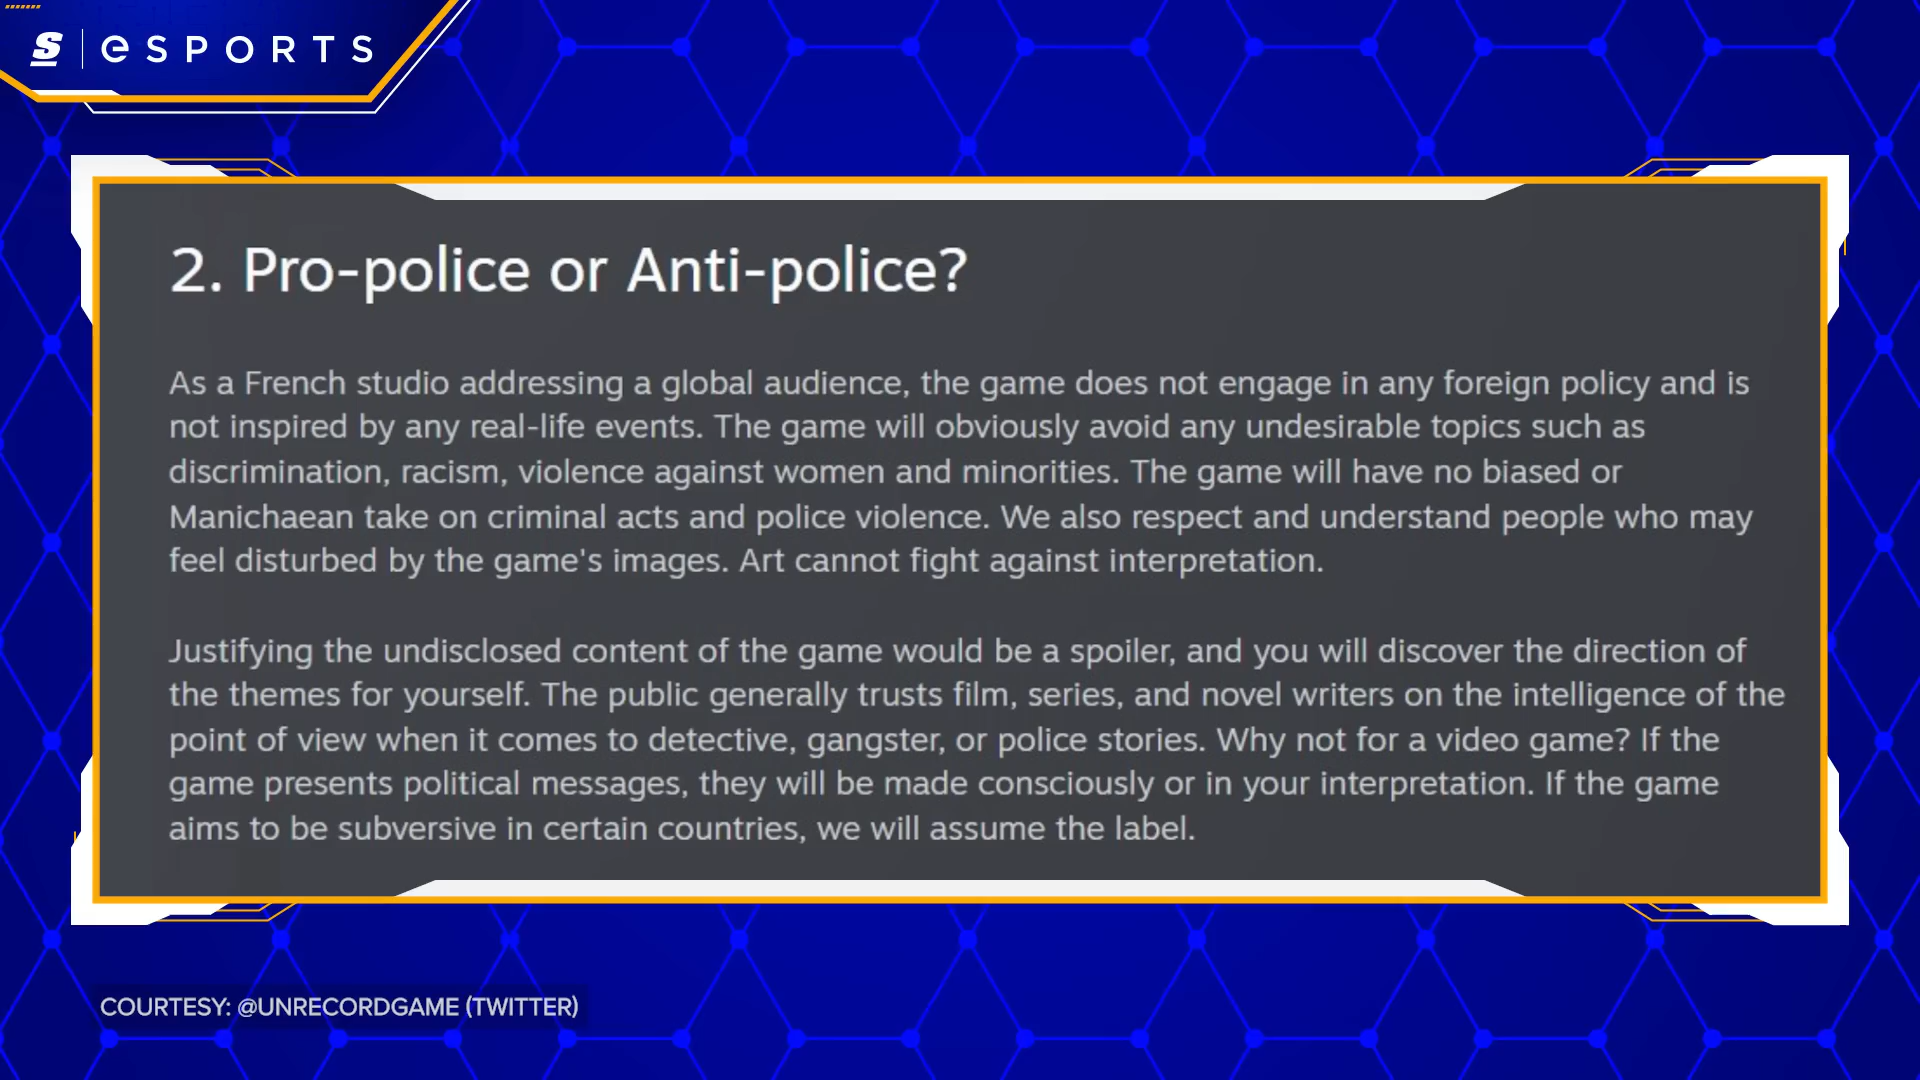 S | eSPORTS
2. Pro-police or Anti-police?
As a French studio addressing a global audience, the game does not engage in any foreign policy and is
not inspired by any real-life events. The game will obviously avoid any undesirable topics such as
discrimination, racism, violence against women and minorities. The game will have no biased or
Manichaean take on criminal acts and police violence. We also respect and understand people who may
feel disturbed by the game's images. Art cannot fight against interpretation.
Justifying the undisclosed content of the game would be a spoiler, and you will discover the direction of
the themes for yourself. The public generally trusts film, series, and novel writers on the intelligence of the
point of view when it comes to detective, gangster, or police stories. Why not for a video game? If the
game presents political messages, they will be made consciously or in your interpretation. If the game
aims to be subversive in certain countries, we will assume the label.
COURTESY: @UNRECORDGAME (TWITTER)